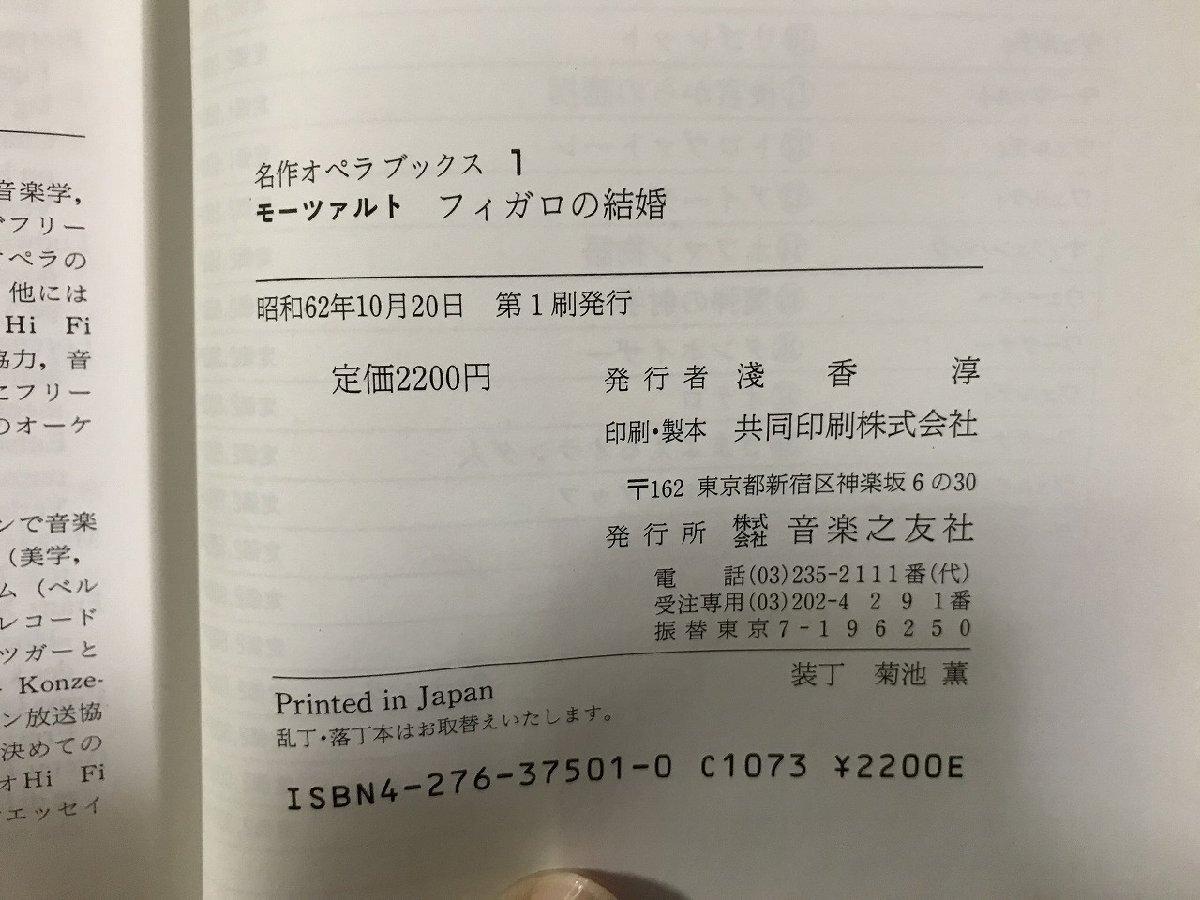 音楽学,
フリー
オペラの
他には
Hi Fi
協力, 音
にフリー
のオーケ
ンで音楽
(美学,
ム (ベル
レコード
ツガーと
Konze-
ン放送協
決めての
オHi Fi
エッセイ
名作オペラブックス 1
モーツァルト フィガロの結婚
昭和62年10月20日 第1刷発行
定価2200円
発行者 淺香淳
印刷・製本 共同印刷株式会社
〒162 東京都新宿区神楽坂6の30
発行所 株式会社 音楽之友社
電話(03)235-2111番(代)
受注専用(03)202-4291番
振替東京7-196250
装丁 菊池薫
Printed in Japan
乱丁・落丁本はお取替えいたします。
ISBN4-276-37501-0 C1073 ¥2200E